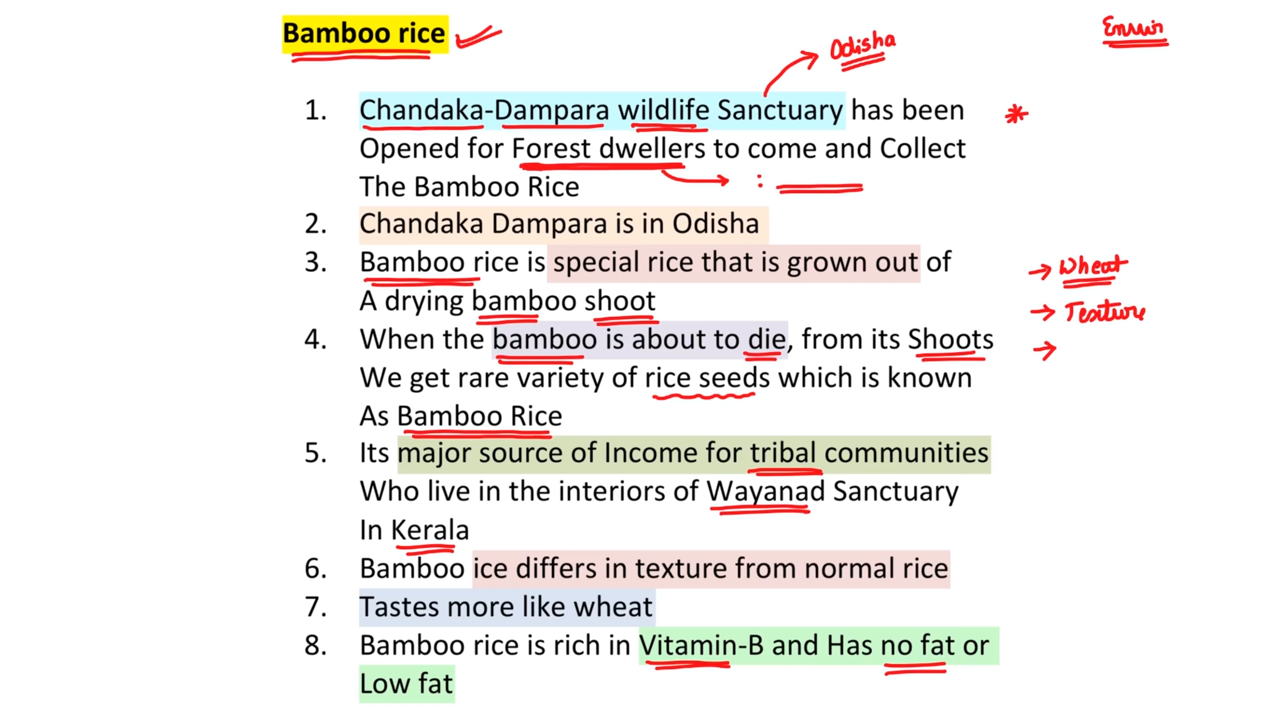 Bamboo rice
Envir
Odisha
1. Chandaka-Dampara wildlife Sanctuary has been
Opened for Forest dwellers to come and Collect
The Bamboo Rice
2. Chandaka Dampara is in Odisha
3. Bamboo rice is special rice that is grown out of
A drying bamboo shoot
→ Wheat
→ Texture
→
4. When the bamboo is about to die, from its Shoots
We get rare variety of rice seeds which is known
As Bamboo Rice
5. Its major source of Income for tribal communities
Who live in the interiors of Wayanad Sanctuary
In Kerala
6. Bamboo ice differs in texture from normal rice
7. Tastes more like wheat
8. Bamboo rice is rich in Vitamin-B and Has no fat or
Low fat